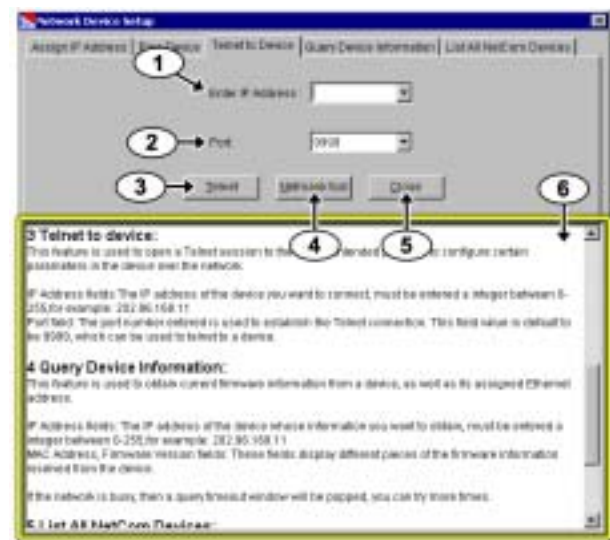 Network Device Setup
Assign IP Address Device Telnet to Device Query Device Information List All NetCom Devices
1
Enter IP Address
2 Port
3 Telnet Close 6
4 5
3 Telnet to device:
This feature is used to open a Telnet session to the configure certain
parameters in the device over the network.
IP Address fields: The IP address of the device you want to connect, must be entered a integer between 0-
255,for example: 202.96.168.11
Port field: The port number entered is used to establish the Telnet connection. This field value is default to
be 9999, which can be used to telnet to a device.
4 Query Device Information:
This feature is used to obtain current firmware information from a device, as well as its assigned Ethernet
address.
IP Address fields: The IP address of the device whose information you want to obtain, must be entered a
integer between 0-255,for example: 202.96.168.11
MAC Address, Firmware Version fields: These fields display different pieces of the firmware information
received from the device.
If the network is busy, then a query timeout window will be popped, you can try more times.
5 List All NetCom Devices: